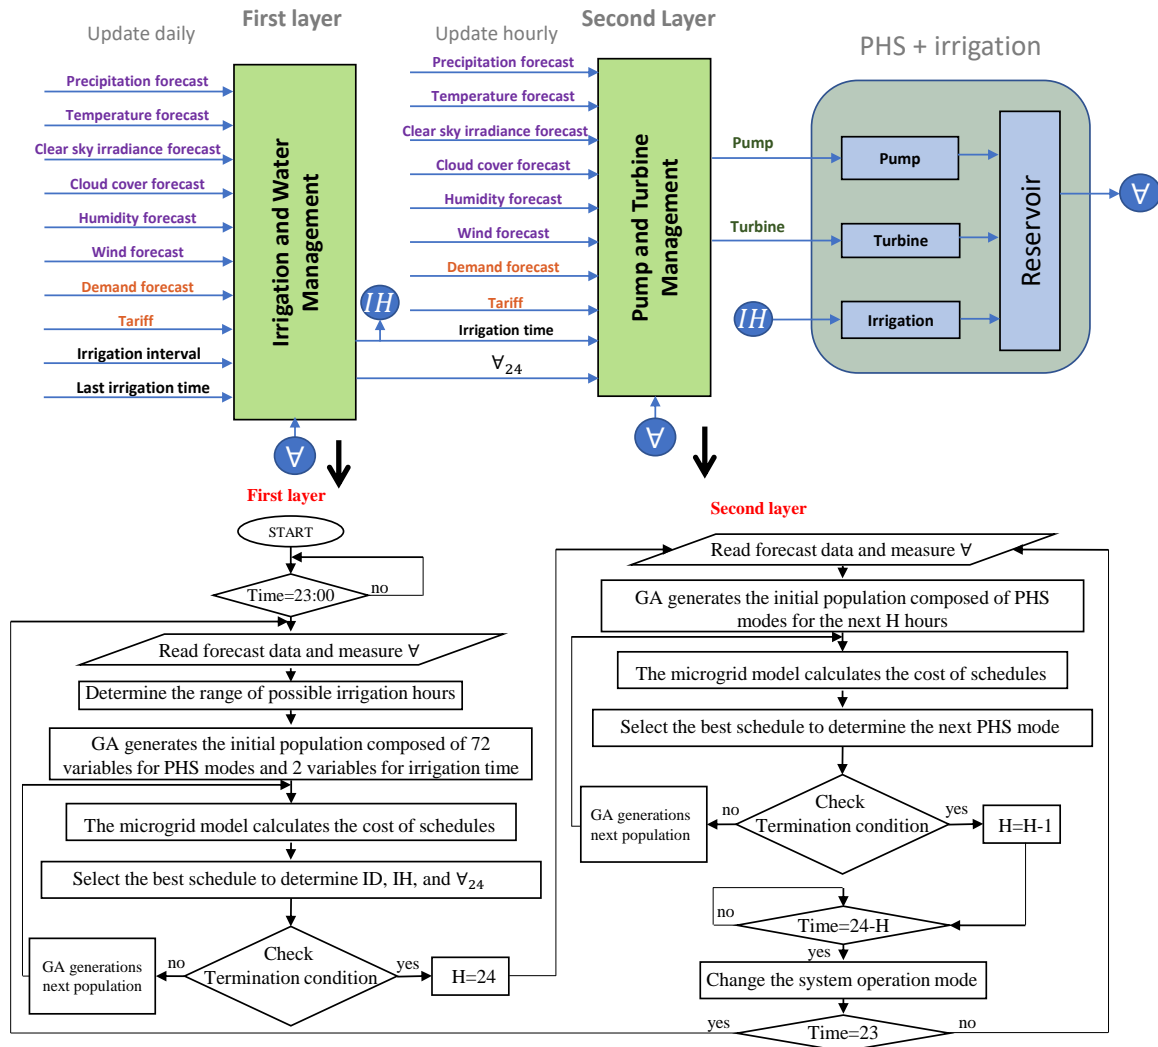 First layer
Second Layer
Update daily
Update hourly
PHS + irrigation
Precipitation forecast
Temperature forecast
Clear sky irradiance forecast
Cloud cover forecast
Humidity forecast
Wind forecast
Demand forecast
Tariff
Irrigation interval
Last irrigation time
Irrigation and Water
Management
∀
IH
Precipitation forecast
Temperature forecast
Clear sky irradiance forecast
Cloud cover forecast
Humidity forecast
Wind forecast
Demand forecast
Tariff
Irrigation time
∀24
Pump and Turbine
Management
∀
Pump
Turbine
IH
Pump
Turbine
Irrigation
Reservoir
∀
First layer
START
Time=23:00
no
Read forecast data and measure ∀
Determine the range of possible irrigation hours
GA generates the initial population composed of 72
variables for PHS modes and 2 variables for irrigation time
The microgrid model calculates the cost of schedules
Select the best schedule to determine ID, IH, and ∀24
Check
Termination condition
no
GA generations
next population
yes
H=24
Second layer
Read forecast data and measure ∀
GA generates the initial population composed of PHS
modes for the next H hours
The microgrid model calculates the cost of schedules
Select the best schedule to determine the next PHS mode
Check
Termination condition
no
GA generations
next population
yes
H=H-1
Time=24-H
no
yes
Change the system operation mode
Time=23
yes
no